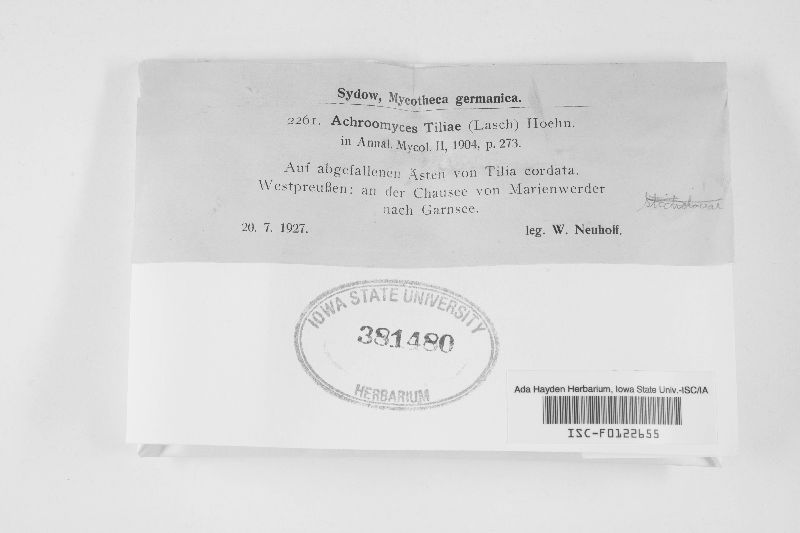 Sydow, Mycotheca germanica.
2261. Achroomyces Tiliae (Lasch) Hoehn.
in Annal. Mycol. II, 1904, p. 273.
Auf abgefallenen Ästen von Tilia cordata.
Westpreußen: an der Chausee von Marienwerder
nach Garnsee.
20. 7. 1927. leg. W. Neuhoff.
IOWA STATE UNIVERSITY
381480
HERBARIUM
Ada Hayden Herbarium, Iowa State Univ.-ISC/IA
ISC-F0122655